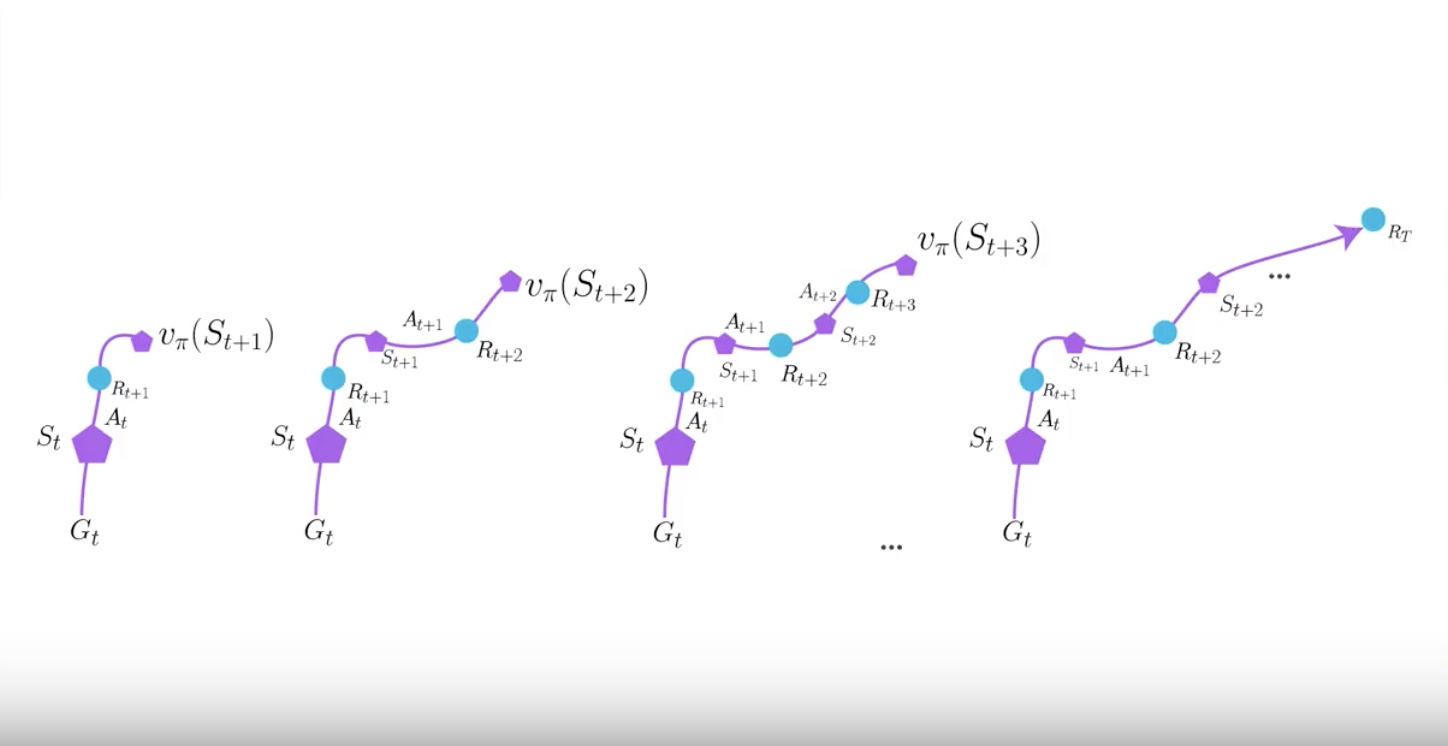 $v_\pi(S_{t+1})$
$R_{t+1}$
$A_t$
$S_t$
$G_t$
$v_\pi(S_{t+2})$
$A_{t+1}$
$R_{t+2}$
$S_{t+1}$
$R_{t+1}$
$A_t$
$S_t$
$G_t$
$v_\pi(S_{t+3})$
$A_{t+2}$
$R_{t+3}$
$A_{t+1}$
$S_{t+2}$
$S_{t+1}$
$R_{t+2}$
$R_{t+1}$
$A_t$
$S_t$
$G_t$
...
$R_T$
...
$S_{t+2}$
$R_{t+2}$
$S_{t+1}$
$A_{t+1}$
$R_{t+1}$
$A_t$
$S_t$
$G_t$